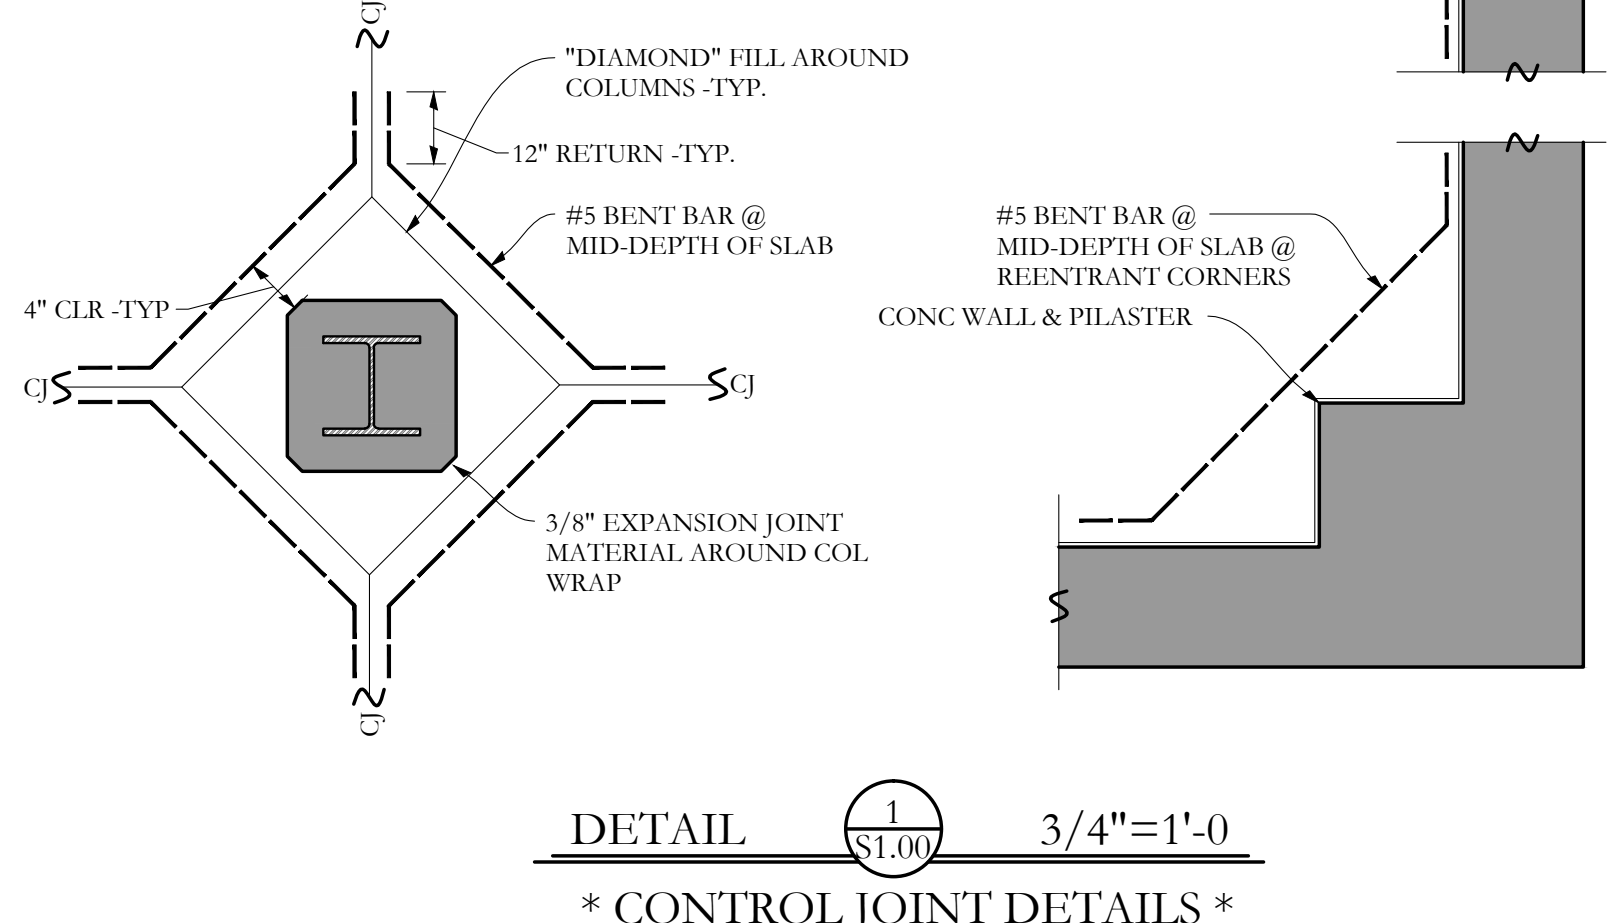 CJ
"DIAMOND" FILL AROUND
COLUMNS -TYP.
12" RETURN -TYP.
#5 BENT BAR @
MID-DEPTH OF SLAB
4" CLR -TYP
CJ
CJ
3/8" EXPANSION JOINT
MATERIAL AROUND COL
WRAP
CJ
#5 BENT BAR @
MID-DEPTH OF SLAB @
REENTRANT CORNERS
CONC WALL & PILASTER
DETAIL
1
S1.00
3/4"=1'-0
* CONTROL JOINT DETAILS *